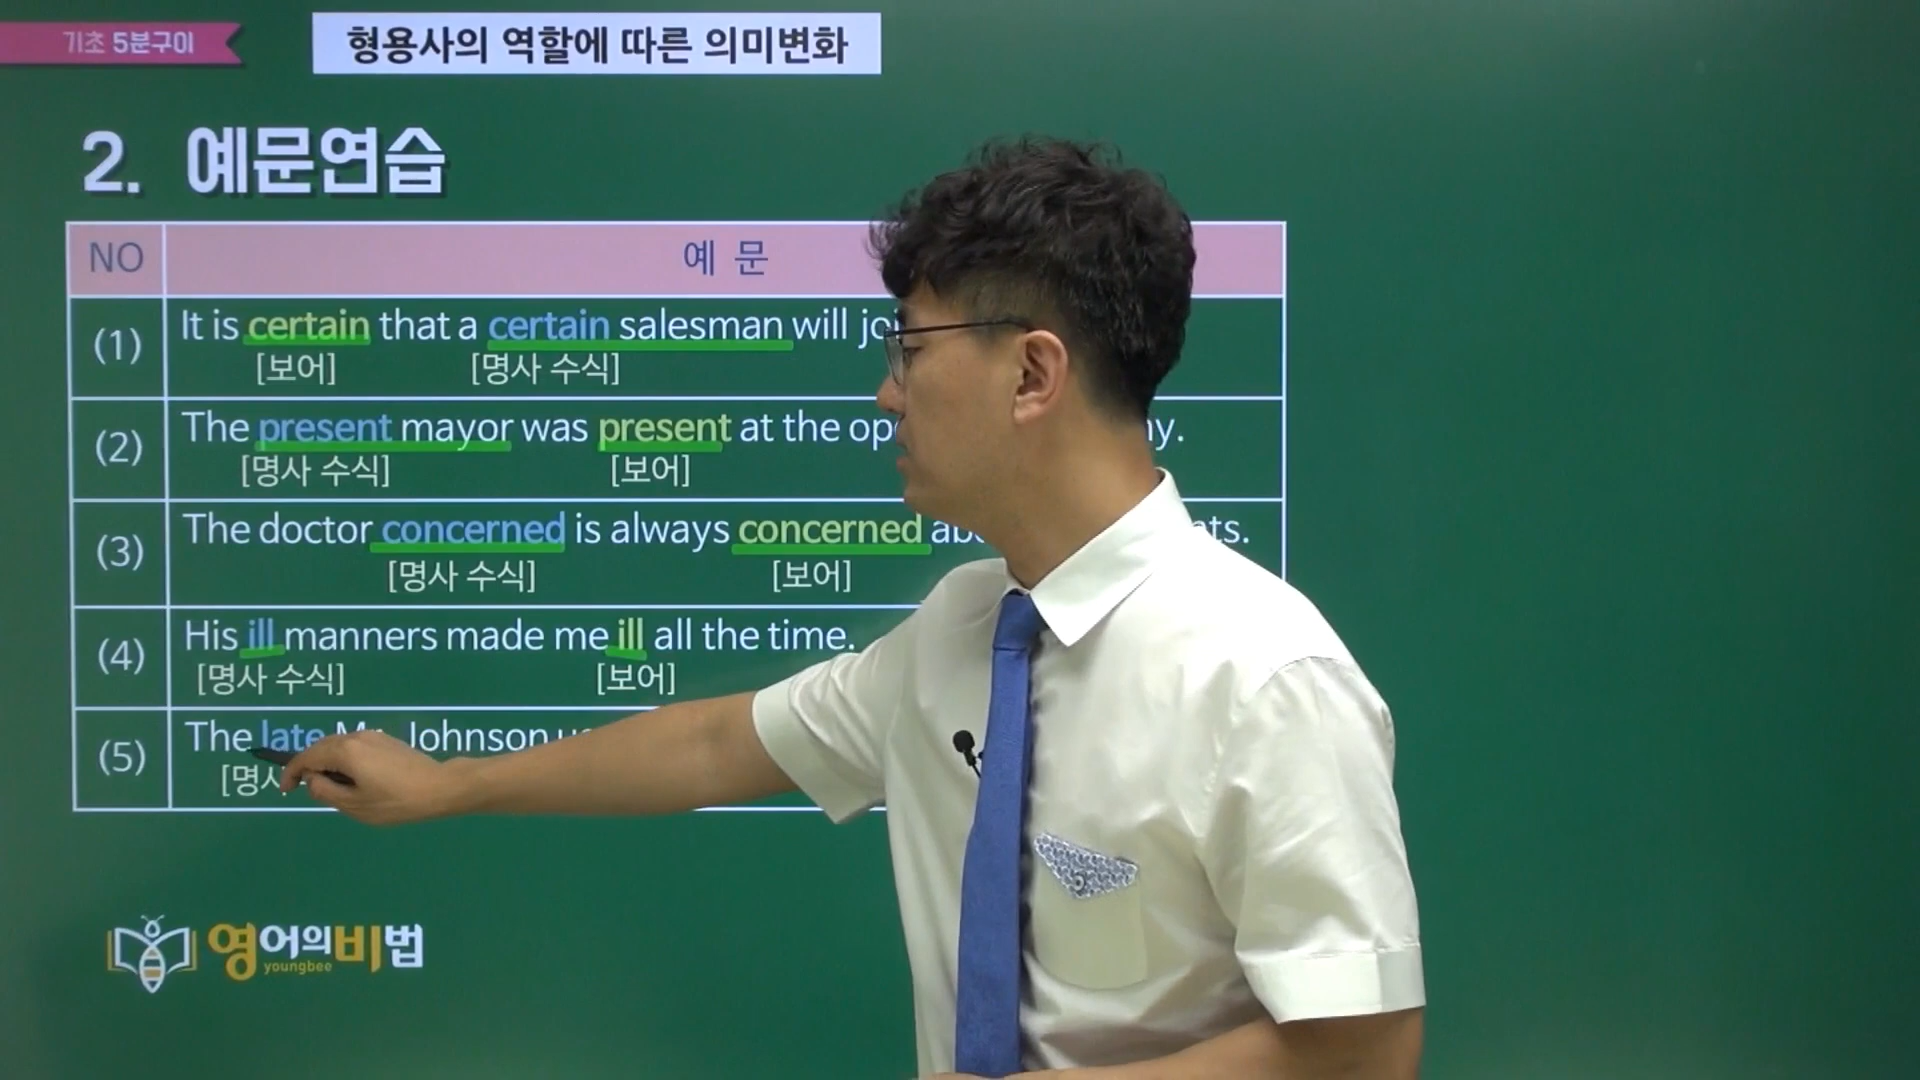 기초 5분구이
형용사의 역할에 따른 의미변화
2. 예문연습
NO 예 문
(1) It is certain that a certain salesman will
[보어] [명사 수식]
(2) The present mayor was present at the
[명사 수식] [보어]
(3) The doctor concerned is always concerned
[명사 수식] [보어]
(4) His ill manners made me ill all the time.
[명사 수식] [보어]
(5) The late Mr. Johnson
영어의비법
youngbee